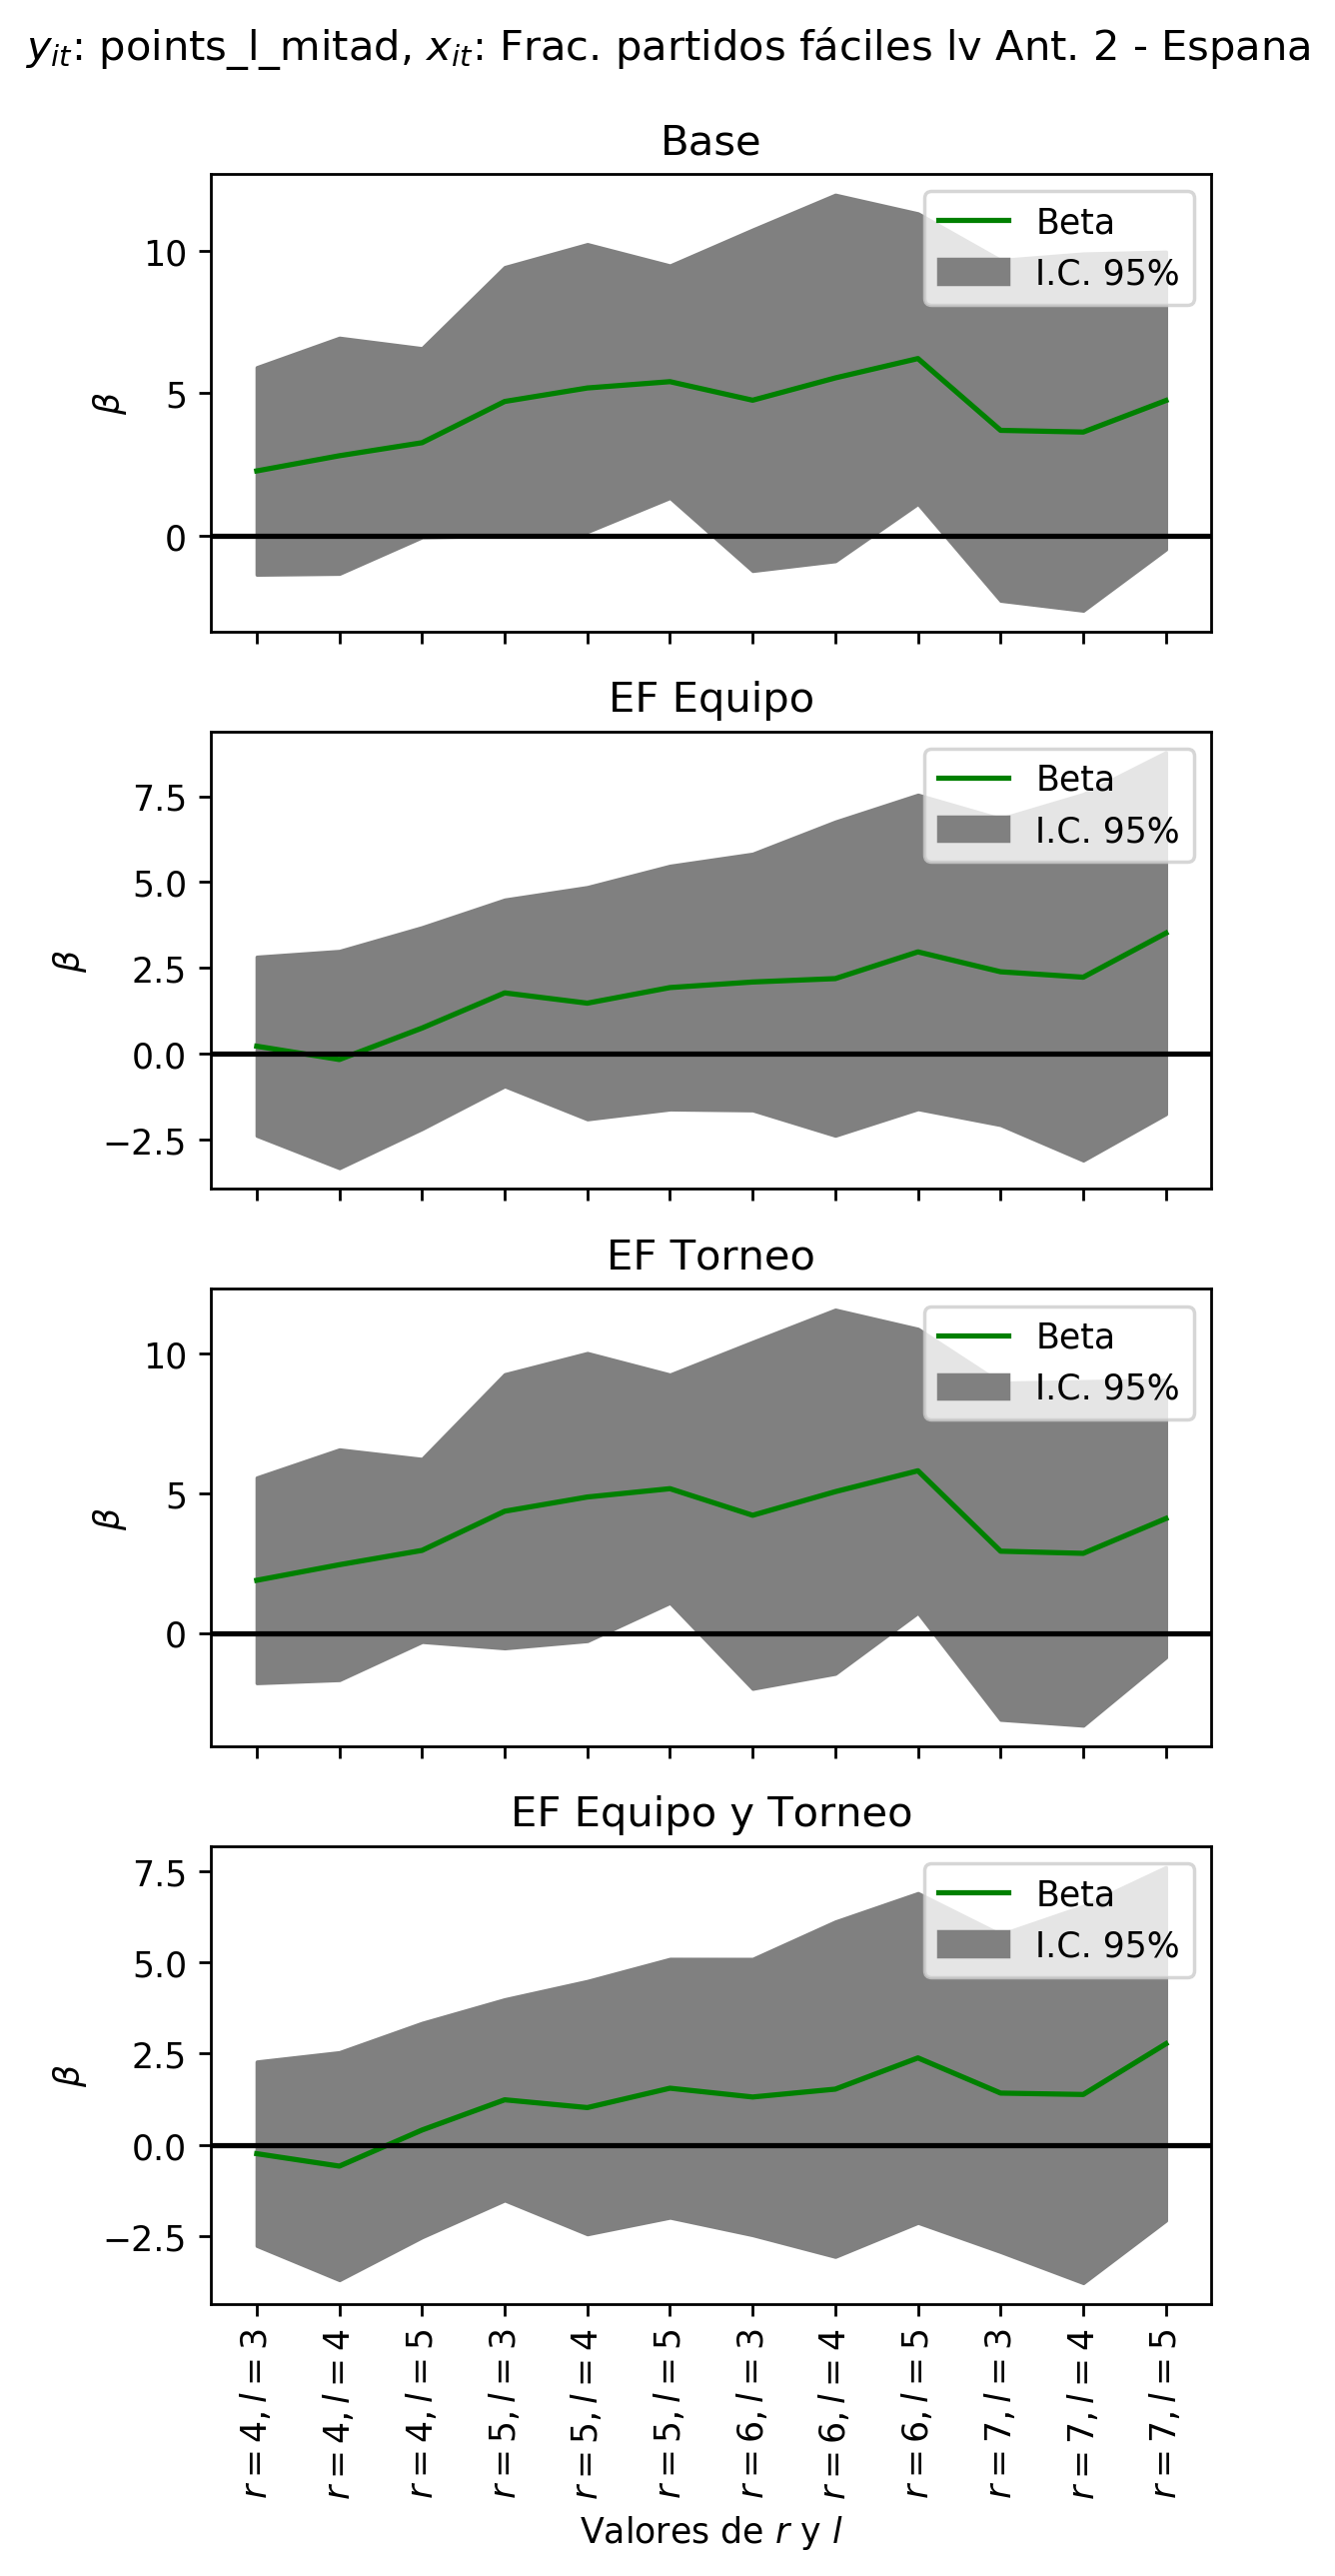 y_{it}: points_l_mitad, x_{it}: Frac. partidos fáciles lv Ant. 2 - Espana
Base
Beta
I.C. 95%
10
5
0
β
EF Equipo
Beta
I.C. 95%
7.5
5.0
2.5
0.0
−2.5
β
EF Torneo
Beta
I.C. 95%
10
5
0
β
EF Equipo y Torneo
Beta
I.C. 95%
7.5
5.0
2.5
0.0
−2.5
β
r = 4, l = 3
r = 4, l = 4
r = 4, l = 5
r = 5, l = 3
r = 5, l = 4
r = 5, l = 5
r = 6, l = 3
r = 6, l = 4
r = 6, l = 5
r = 7, l = 3
r = 7, l = 4
r = 7, l = 5
Valores de r y l